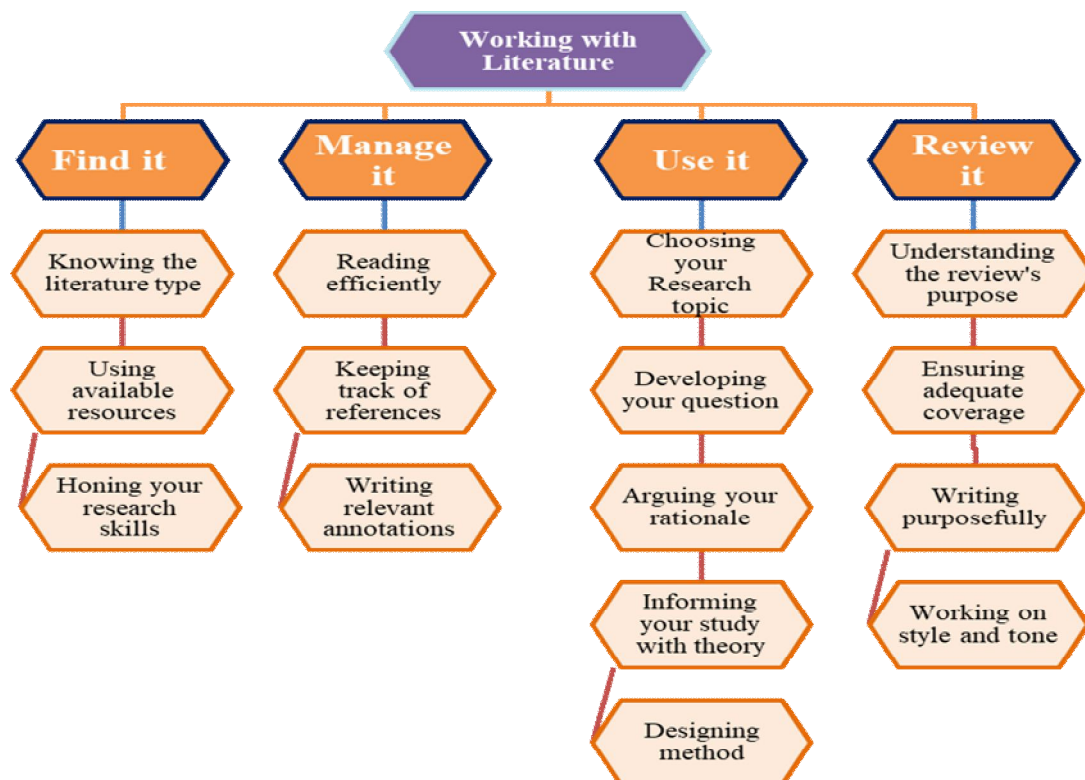 Working with
Literature
Find it
Manage
it
Use it
Review
it
Knowing the
literature type
Reading
efficiently
Choosing
your
Research
topic
Understanding
the review's
purpose
Using
available
resources
Keeping
track of
references
Developing
your question
Ensuring
adequate
coverage
Honing your
research
skills
Writing
relevant
annotations
Arguing your
rationale
Writing
purposefully
Informing
your study
with theory
Working on
style and tone
Designing
method